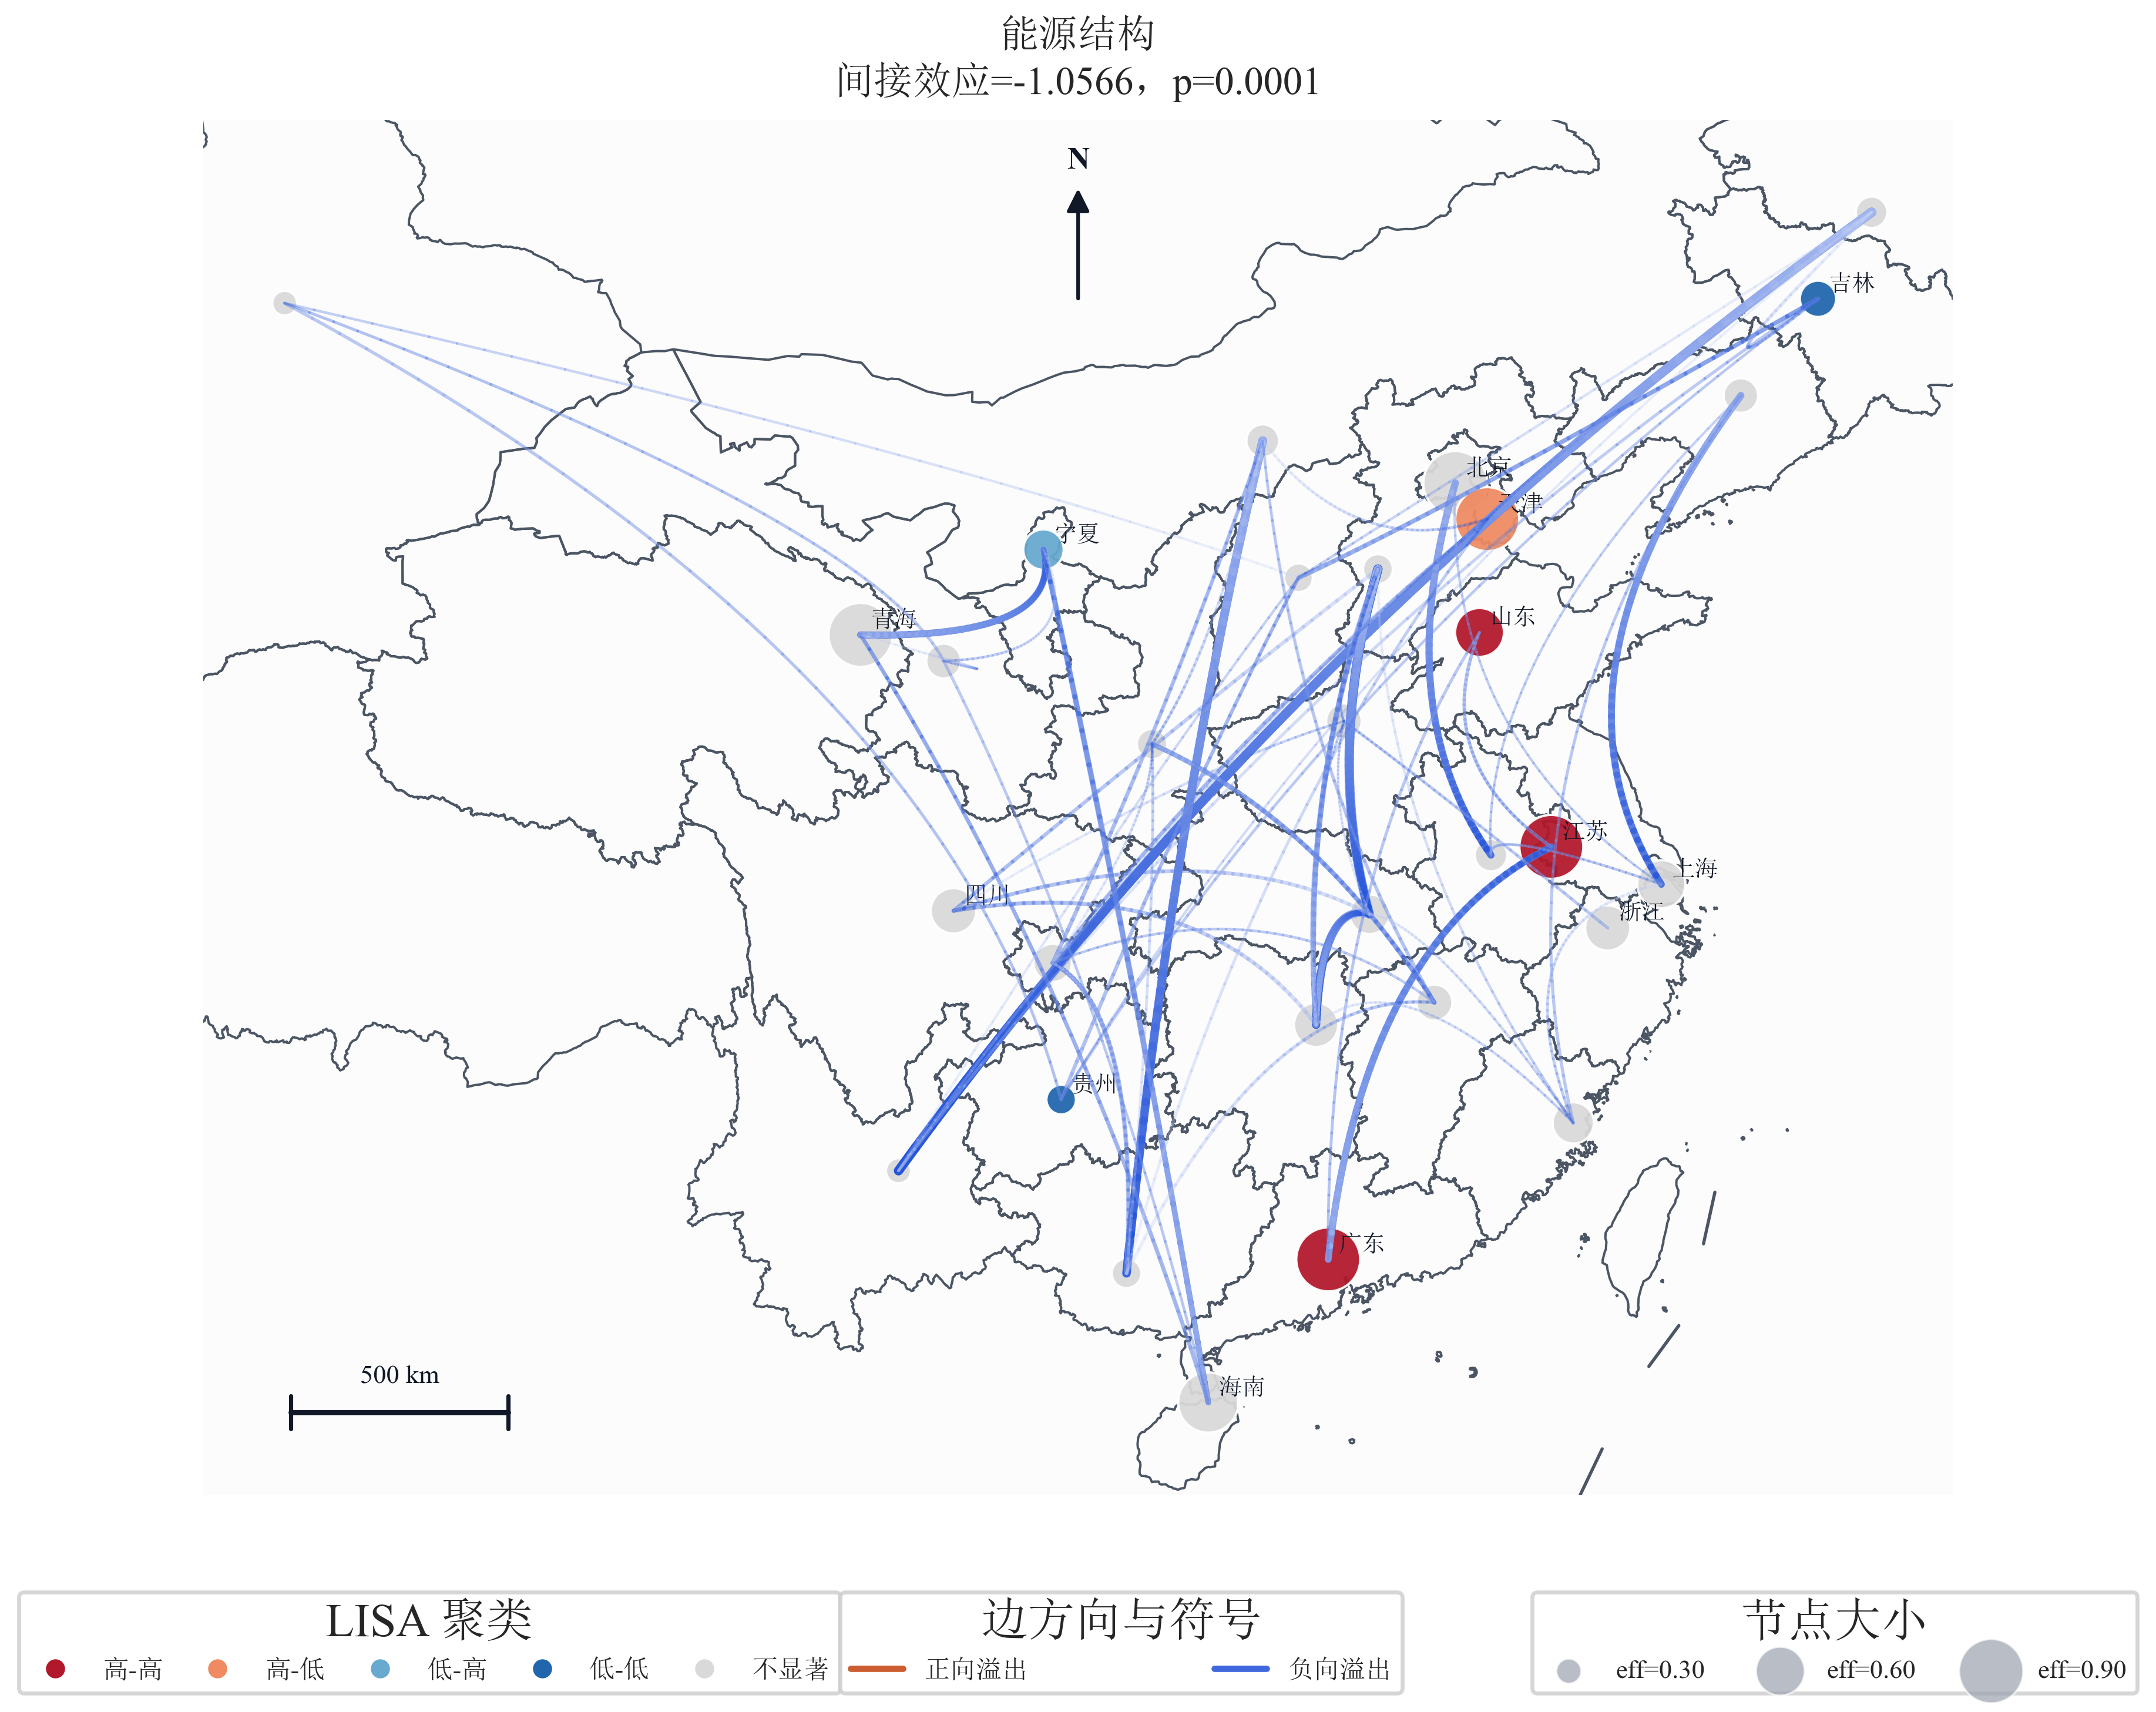 能源结构
间接效应=-1.0566，p=0.0001
N
吉林
北京
天津
宁夏
青海
山东
江苏
上海
四川
浙江
贵州
广东
海南
500 km
LISA 聚类
高-高
高-低
低-高
低-低
不显著
边方向与符号
正向溢出
负向溢出
节点大小
eff=0.30
eff=0.60
eff=0.90